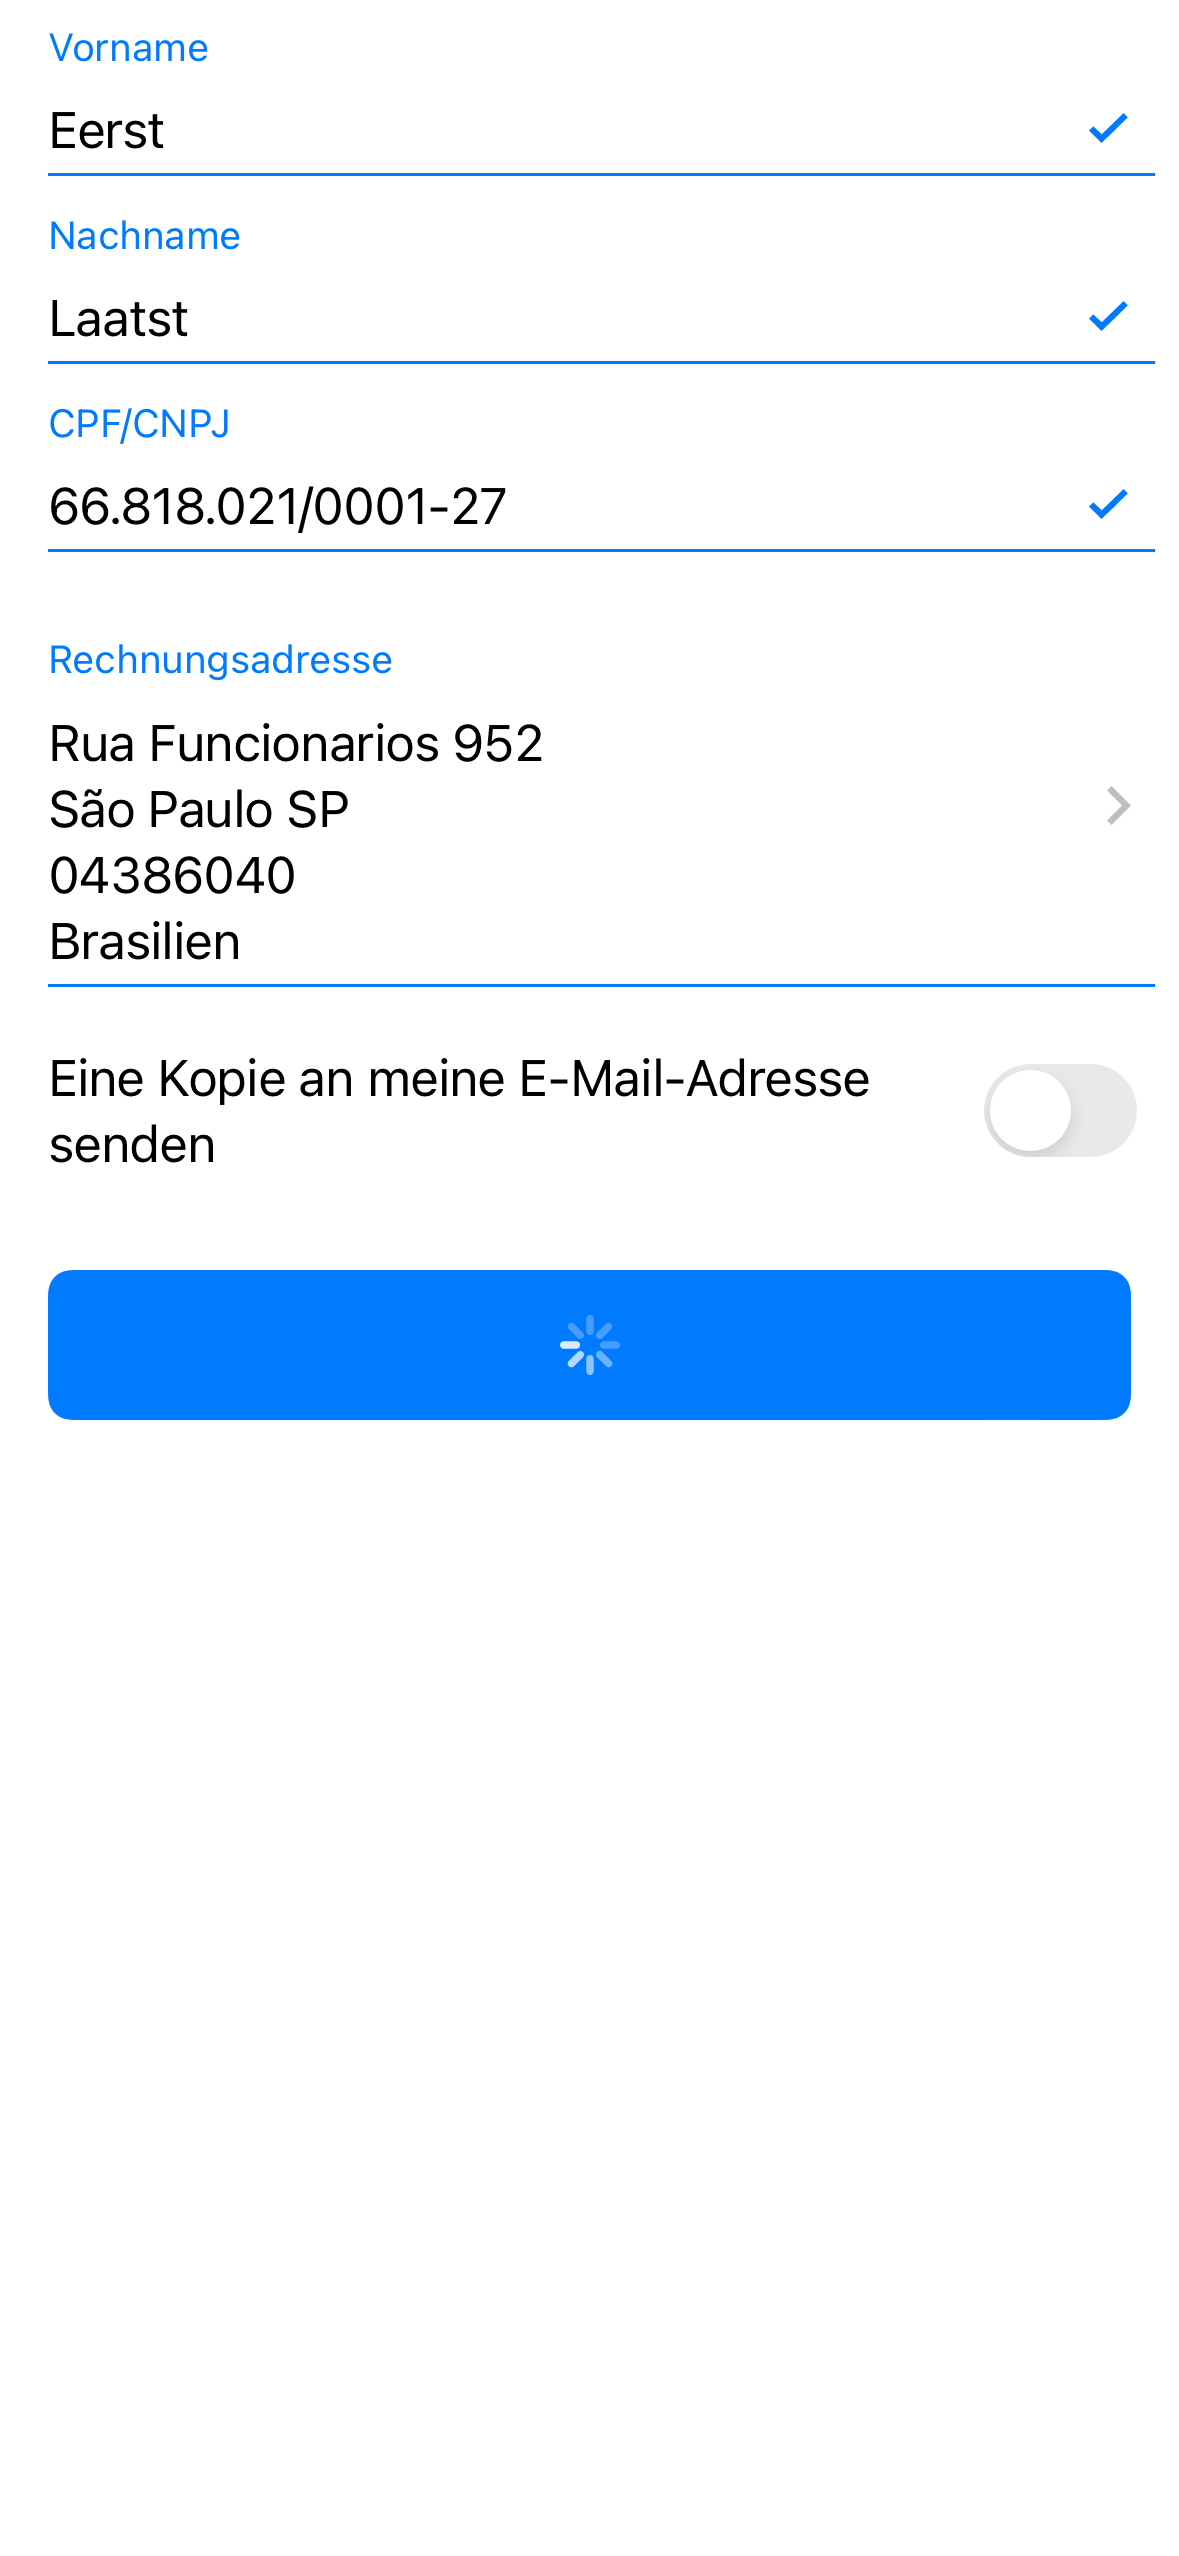 Vorname
Eerst
Nachname
Laatst
CPF/CNPJ
66.818.021/0001-27
Rechnungsadresse
Rua Funcionarios 952
São Paulo SP
04386040
Brasilien
Eine Kopie an meine E-Mail-Adresse
senden